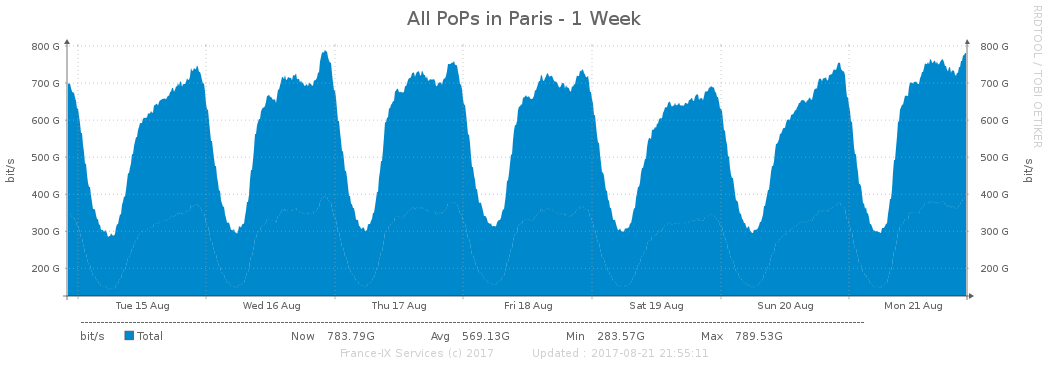 All PoPs in Paris - 1 Week
RRDTOOL / TOBI OETIKER
800 G 800 G
700 G 700 G
600 G 600 G
500 G 500 G
400 G 400 G
300 G 300 G
200 G 200 G
bit/s bit/s
Tue 15 Aug Wed 16 Aug Thu 17 Aug Fri 18 Aug Sat 19 Aug Sun 20 Aug Mon 21 Aug
bit/s Total Now 783.79G Avg 569.13G Min 283.57G Max 789.53G
France-IX Services (c) 2017 Updated : 2017-08-21 21:55:11